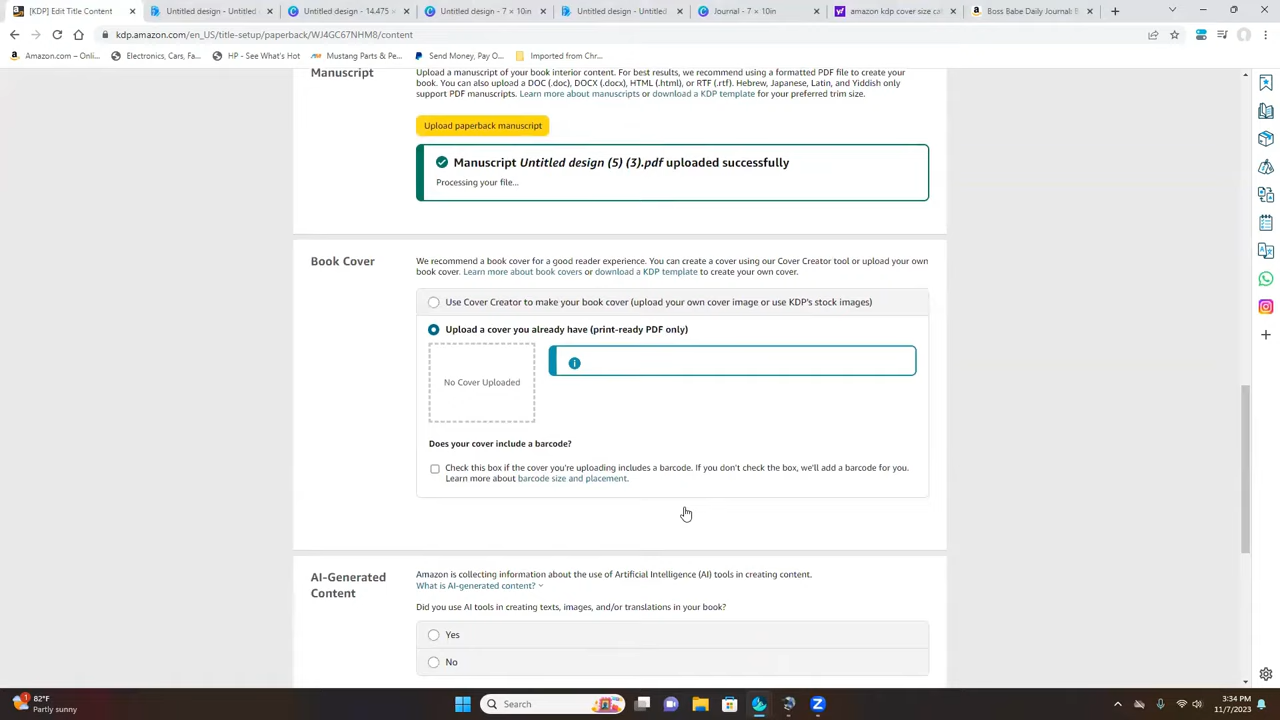 [KDP] Edit Title Content
Untitled design - Untitled
Untitled design - 14.475 ×
Untitled design - 7 × 10in
Untitled design - Untitled
Journal - 7 × 10in
amazon kdp cover size cal
Boss Babe Daily Journals B
kdp.amazon.com/en_US/title-setup/paperback/WJ4GC67NHM8/content
Amazon.com – Onli...
Electronics, Cars, Fa...
HP - See What's Hot
Mustang Parts & Pe...
Send Money, Pay O...
Imported from Chr...
Manuscript
Upload a manuscript of your book interior content. For best results, we recommend using a formatted PDF file to create your
book. You can also upload a DOC (.doc), DOCX (.docx), HTML (.html), or RTF (.rtf). Hebrew, Japanese, Latin, and Yiddish only
support PDF manuscripts. Learn more about manuscripts or download a KDP template for your preferred trim size.
Upload paperback manuscript
Manuscript Untitled design (5) (3).pdf uploaded successfully
Processing your file...
Book Cover
We recommend a book cover for a good reader experience. You can create a cover using our Cover Creator tool or upload your own
book cover. Learn more about book covers or download a KDP template to create your own cover.
Use Cover Creator to make your book cover (upload your own cover image or use KDP's stock images)
Upload a cover you already have (print-ready PDF only)
No Cover Uploaded
Does your cover include a barcode?
Check this box if the cover you're uploading includes a barcode. If you don't check the box, we'll add a barcode for you.
Learn more about barcode size and placement.
AI-Generated
Content
Amazon is collecting information about the use of Artificial Intelligence (AI) tools in creating content.
What is AI-generated content?
Did you use AI tools in creating texts, images, and/or translations in your book?
Yes
No
1
82°F
Partly sunny
Search
3:34 PM
11/7/2023